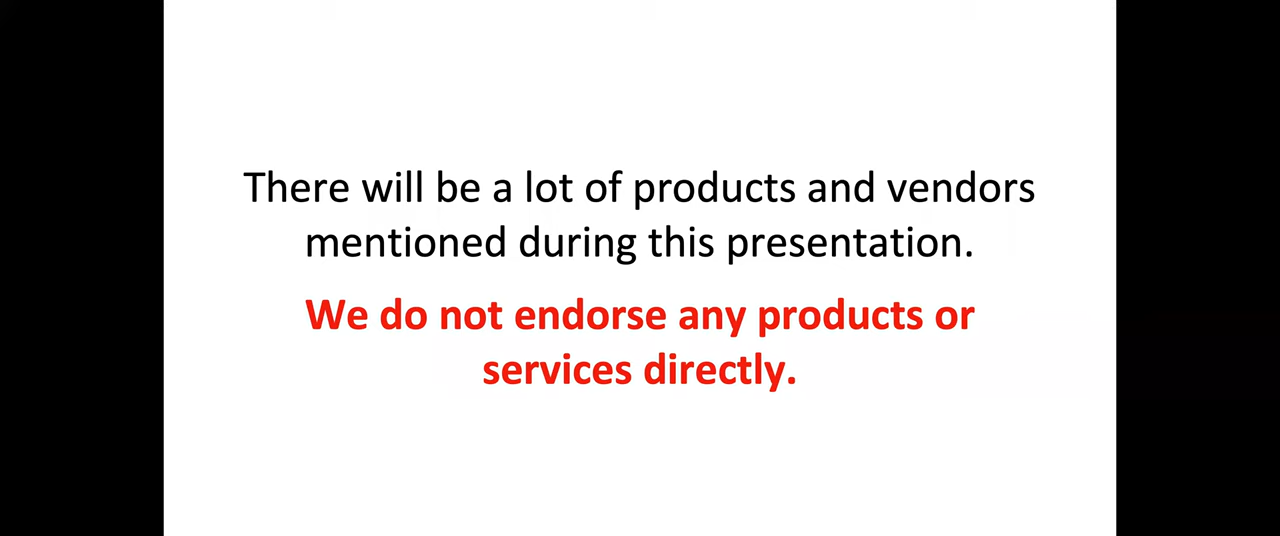 There will be a lot of products and vendors
mentioned during this presentation.
We do not endorse any products or
services directly.